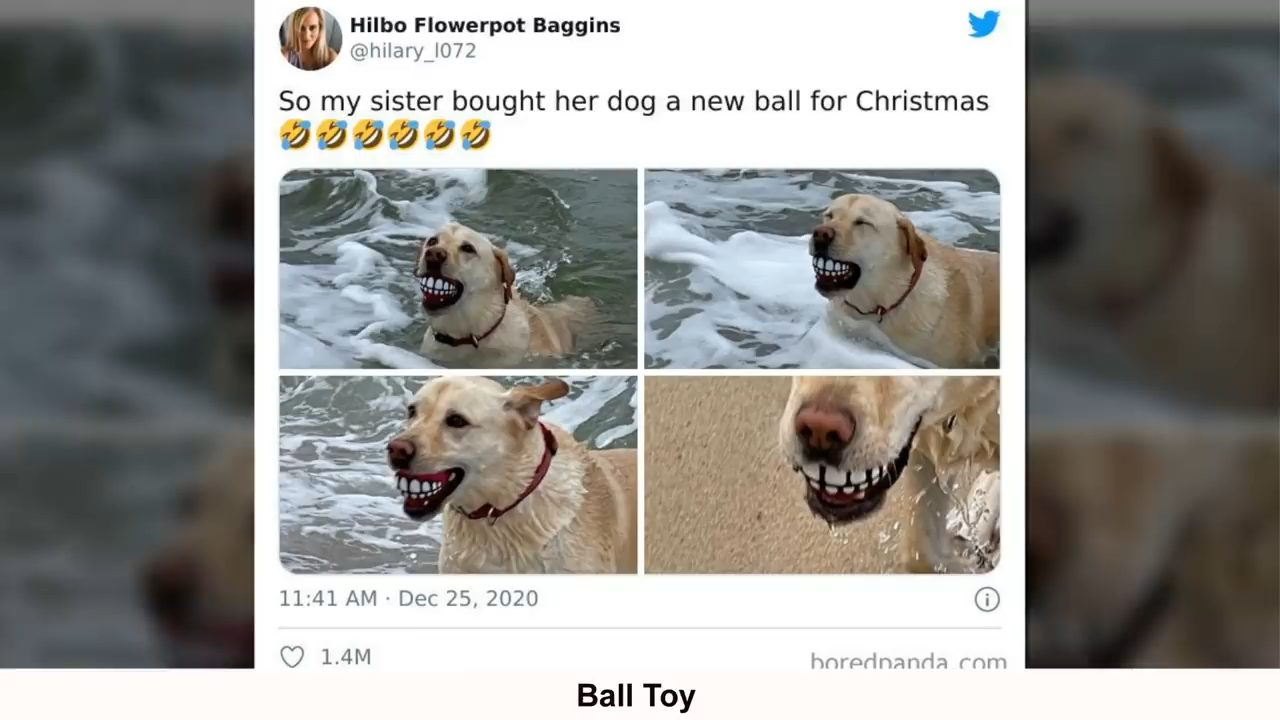 Hilbo Flowerpot Baggins
@hilary_l072
So my sister bought her dog a new ball for Christmas
🤣🤣🤣🤣🤣🤣
11:41 AM · Dec 25, 2020
1.4M
boredpanda.com
Ball Toy